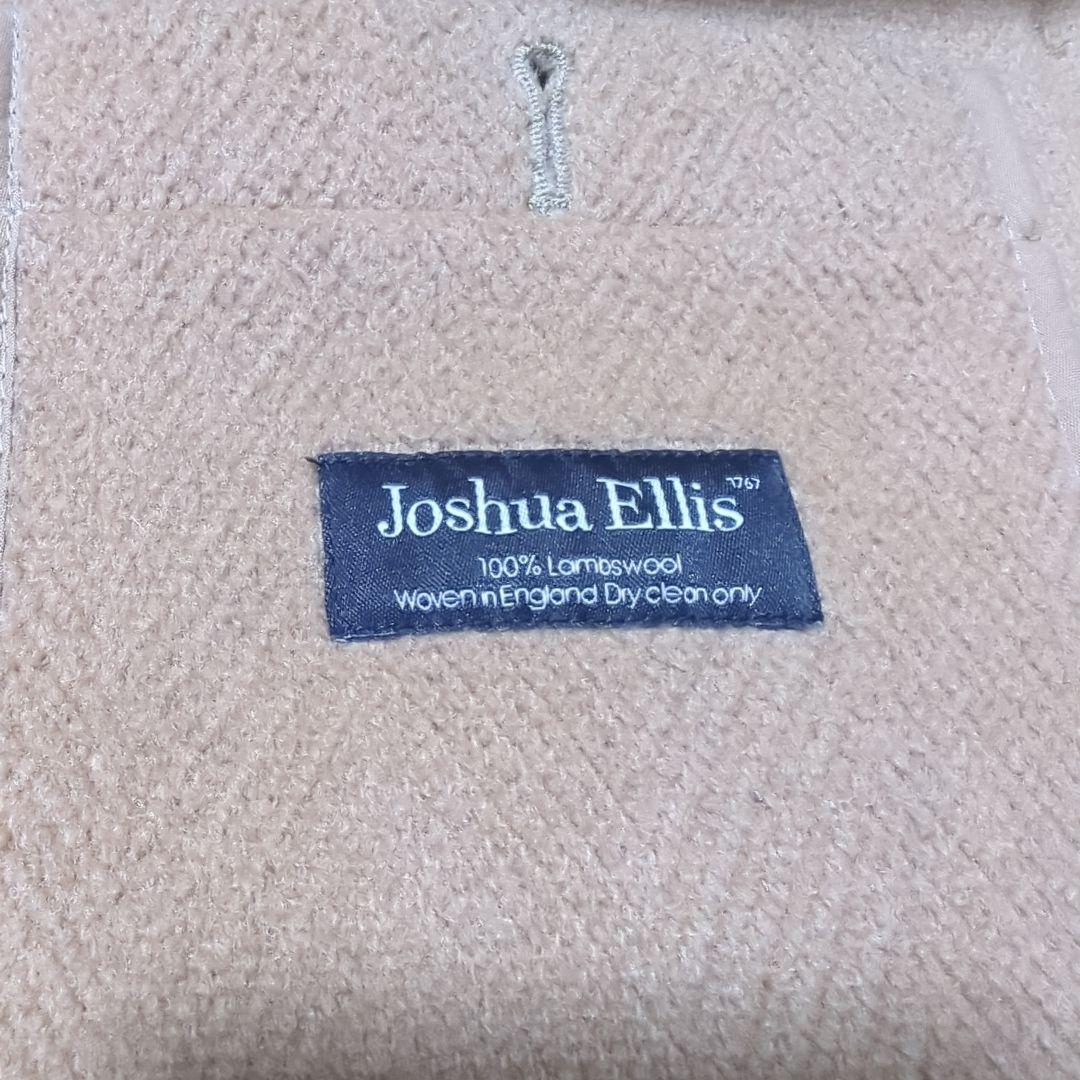 Joshua Ellis 1767
100% Lambswool
Woven in England Dry clean only